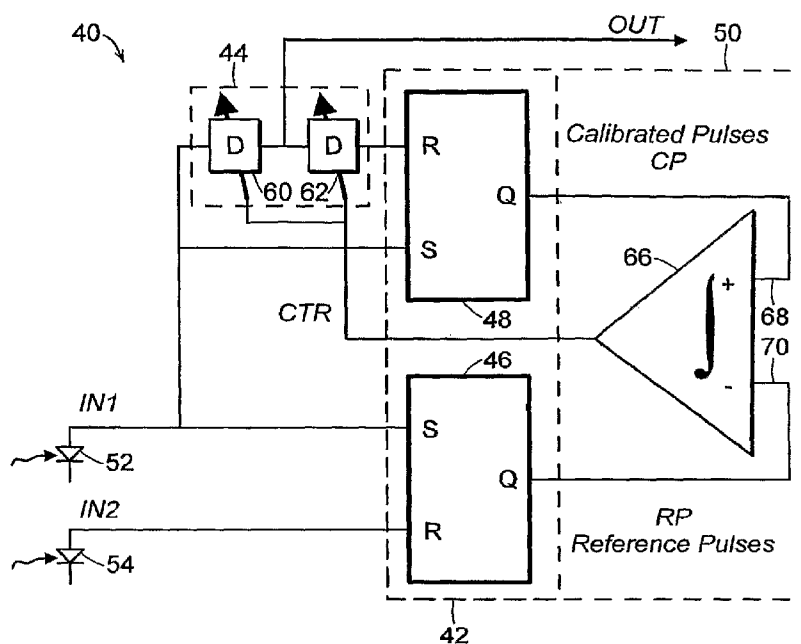 OUT
40
44
50
D
D
R
Calibrated Pulses
CP
60
62
Q
S
66
+
∫
68
CTR
48
70
46
-
IN1
S
52
Q
IN2
R
RP
Reference Pulses
54
42